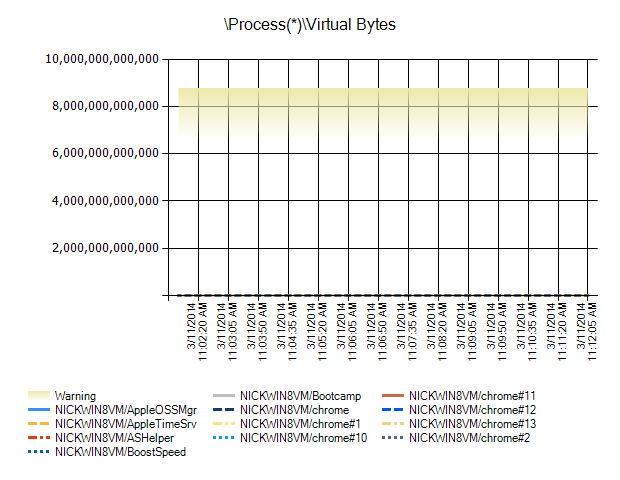 \Process(*)\Virtual Bytes
10,000,000,000,000
8,000,000,000,000
6,000,000,000,000
4,000,000,000,000
2,000,000,000,000
3/11/2014 11:02:20 AM
3/11/2014 11:03:05 AM
3/11/2014 11:03:50 AM
3/11/2014 11:04:35 AM
3/11/2014 11:05:20 AM
3/11/2014 11:06:05 AM
3/11/2014 11:06:50 AM
3/11/2014 11:07:35 AM
3/11/2014 11:08:20 AM
3/11/2014 11:09:05 AM
3/11/2014 11:09:50 AM
3/11/2014 11:10:35 AM
3/11/2014 11:11:20 AM
3/11/2014 11:12:05 AM
Warning
NICKWIN8VM/AppleOSSMgr
NICKWIN8VM/AppleTimeSrv
NICKWIN8VM/ASHelper
NICKWIN8VM/BoostSpeed
NICKWIN8VM/Bootcamp
NICKWIN8VM/chrome
NICKWIN8VM/chrome#1
NICKWIN8VM/chrome#10
NICKWIN8VM/chrome#11
NICKWIN8VM/chrome#12
NICKWIN8VM/chrome#13
NICKWIN8VM/chrome#2